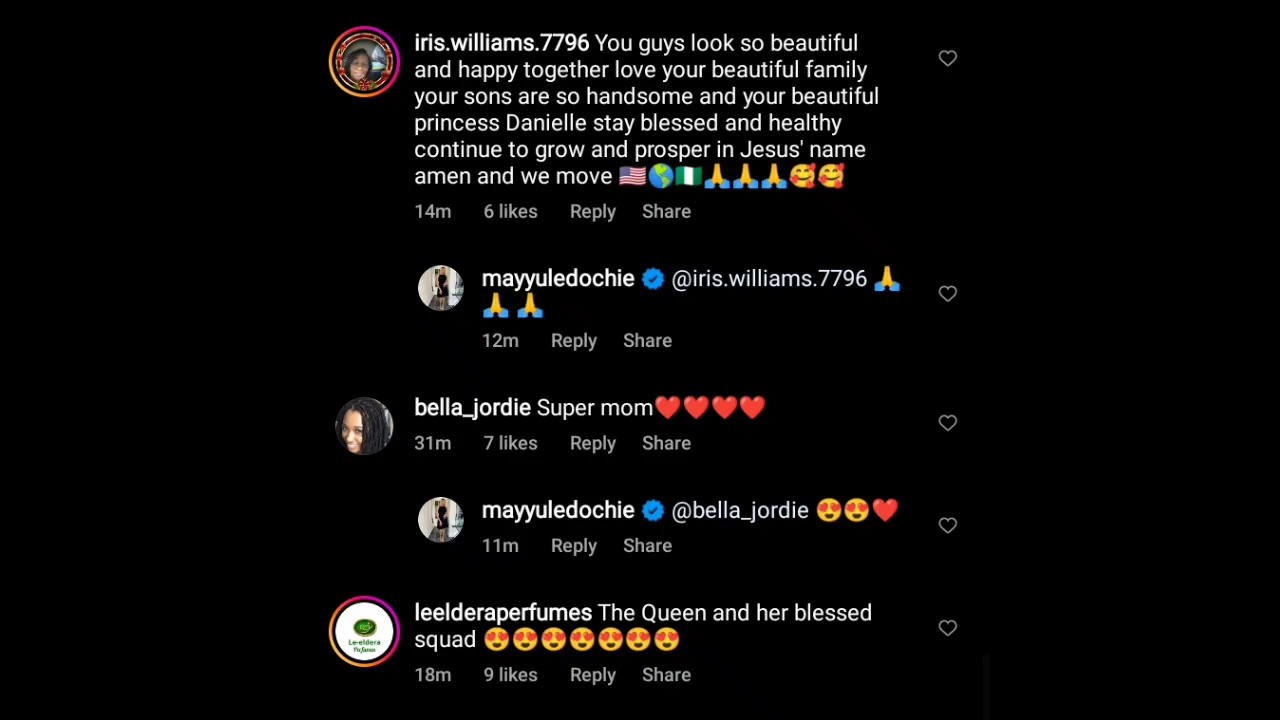 iris.williams.7796 You guys look so beautiful
and happy together love your beautiful family
your sons are so handsome and your beautiful
princess Danielle stay blessed and healthy
continue to grow and prosper in Jesus' name
amen and we move 🇺🇸🌎🇳🇬🙏🙏🙏🥰🥰
14m 6 likes Reply Share
mayyuledochie @iris.williams.7796 🙏
🙏 🙏
12m Reply Share
bella_jordie Super mom❤️❤️❤️❤️
31m 7 likes Reply Share
mayyuledochie @bella_jordie 😍😍❤️
11m Reply Share
Le-eldera
Perfumes
leelderaperfumes The Queen and her blessed
squad 😍😍😍😍😍😍😍
18m 9 likes Reply Share